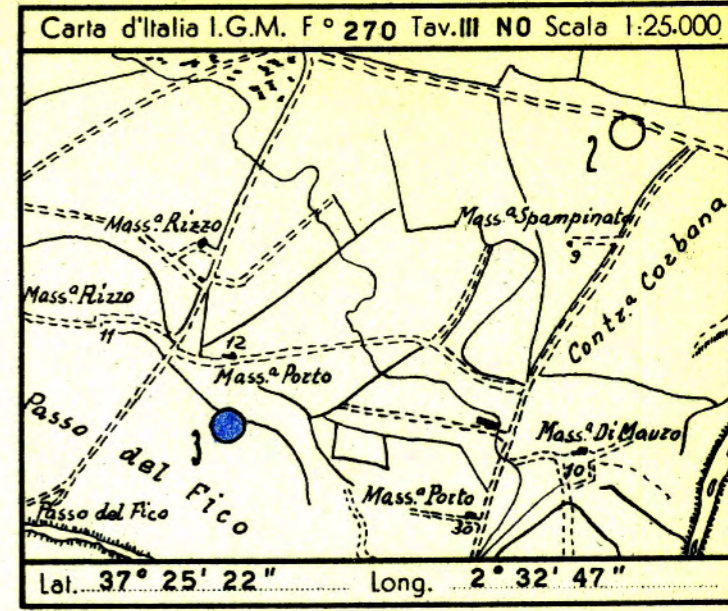 Carta d'Italia I.G.M. F° 270 Tav. III NO Scala 1:25.000
2
Mass.ª Rizzo
Mass.ª Spampinato
9
Contr.ª Corbana
Mass.ª Rizzo
11
12
Mass.ª Porto
3
Passo del Fico
Mass.ª Di Mauro
10
Mass.ª Porto
30
Passo del Fico
Lat. 37° 25' 22" Long. 2° 32' 47"